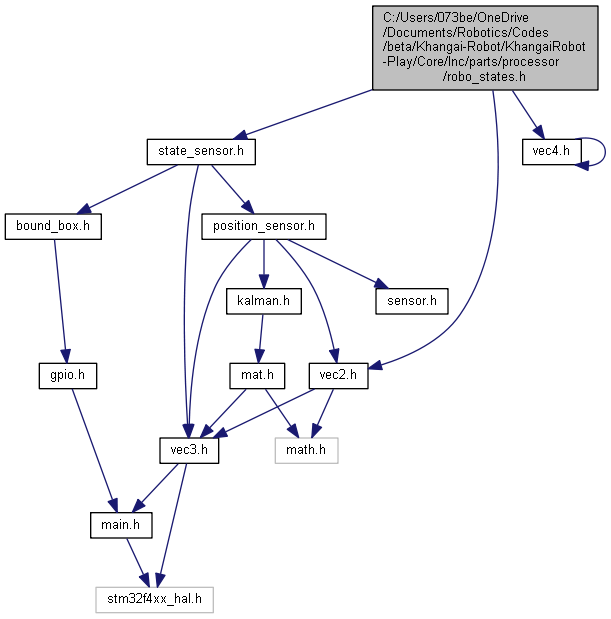 C:/Users/073be/OneDrive
/Documents/Robotics/Codes
/beta/Khangai-Robot/KhangaiRobot
-Play/Core/Inc/parts/processor
/robo_states.h
state_sensor.h
vec4.h
bound_box.h
position_sensor.h
kalman.h
sensor.h
gpio.h
mat.h
vec2.h
vec3.h
math.h
main.h
stm32f4xx_hal.h